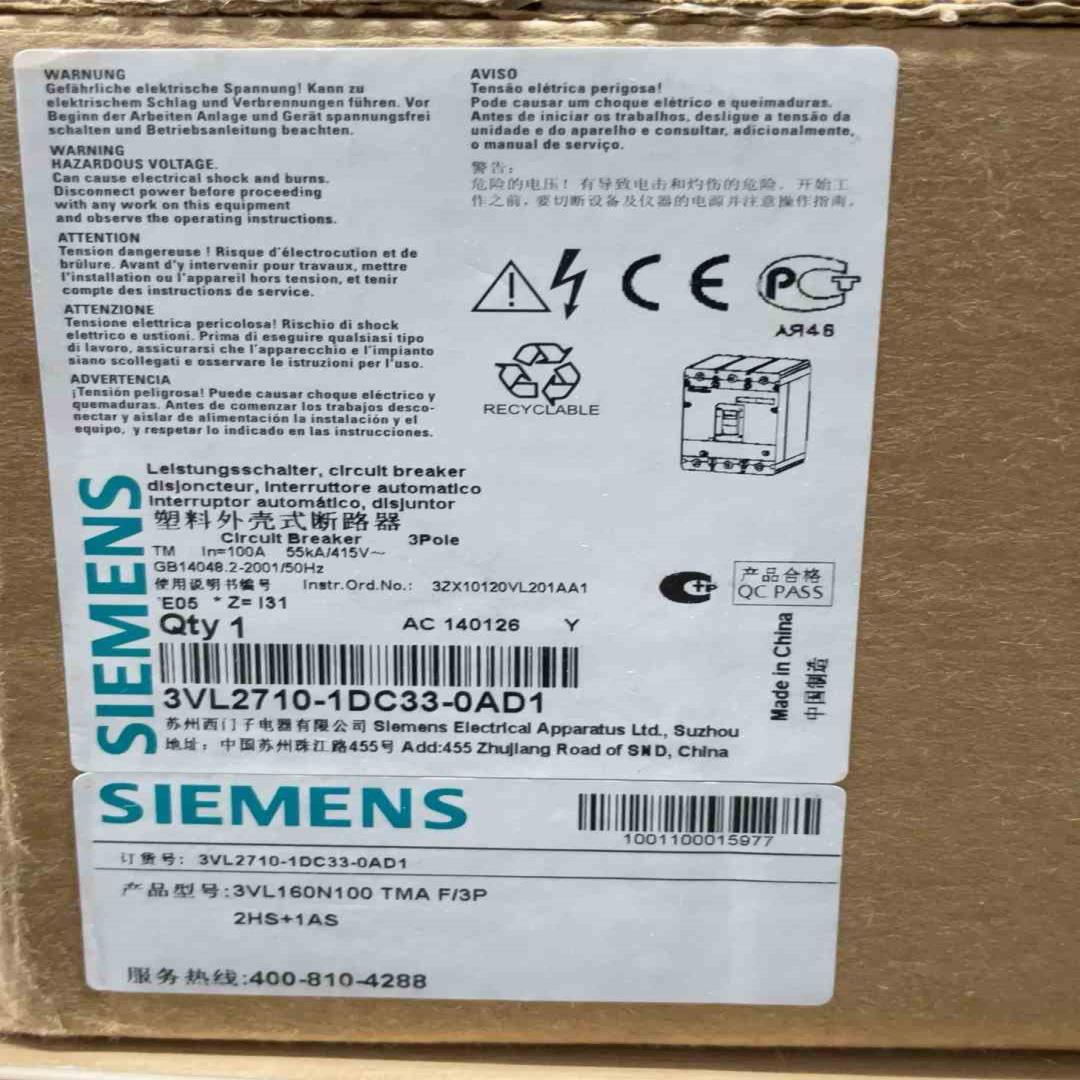 WARNUNG
Gefährliche elektrische Spannung! Kann zu
elektrischem Schlag und Verbrennungen führen. Vor
Beginn der Arbeiten Anlage und Gerät spannungsfrei
schalten und Betriebsanleitung beachten.
WARNING
HAZARDOUS VOLTAGE.
Can cause electrical shock and burns.
Disconnect power before proceeding
with any work on this equipment
and observe the operating instructions.
ATTENTION
Tension dangereuse ! Risque d'électrocution et de
brûlure. Avant d'y intervenir pour travaux, mettre
l'installation ou l'appareil hors tension, et tenir
compte des instructions de service.
ATTENZIONE
Tensione elettrica pericolosa! Rischio di shock
elettrico e ustioni. Prima di eseguire qualsiasi tipo
di lavoro, assicurarsi che l'apparecchio e l'impianto
siano scollegati e osservare le istruzioni per l'uso.
ADVERTENCIA
¡Tensión peligrosa! Puede causar choque eléctrico y
quemaduras. Antes de comenzar los trabajos desco-
nectar y aislar de alimentación la instalación y el
equipo, y respetar lo indicado en las instrucciones.
AVISO
Tensão elétrica perigosa!
Pode causar um choque elétrico e queimaduras.
Antes de iniciar os trabalhos, desligue a tensão da
unidade e do aparelho e consultar, adicionalmente,
o manual de serviço.
警告:
危险的电压！有导致电击和灼伤的危险。开始工
作之前，要切断设备及仪器的电源并注意操作指南。
CE
PCT
АЯ46
RECYCLABLE
SIEMENS
Leistungsschalter, circuit breaker
disjoncteur, Interruttore automatico
Interruptor automático, disjuntor
塑料外壳式断路器
Circuit Breaker 3Pole
TM In=100A 55kA/415V~
GB14048.2-2001/50Hz
使用说明书编号 Instr.Ord.No.: 3ZX10120VL201AA1
*E05 * Z= I31
Qty 1 AC 140126 Y
产品合格
QC PASS
Made in China
中国制造
3VL2710-1DC33-0AD1
苏州西门子电器有限公司 Siemens Electrical Apparatus Ltd., Suzhou
地址：中国苏州珠江路455号 Add:455 Zhujiang Road of SND, China
SIEMENS
1001100015977
订货号: 3VL2710-1DC33-0AD1
产品型号:3VL160N100 TMA F/3P
2HS+1AS
服务热线:400-810-4288